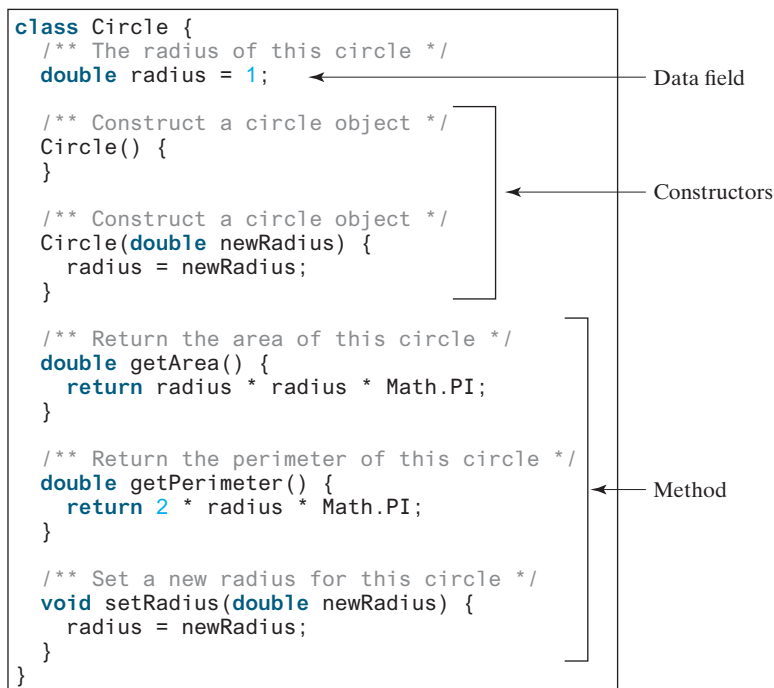 class Circle {
/** The radius of this circle */
double radius = 1;
Data field
/** Construct a circle object */
Circle() {
}
Constructors
/** Construct a circle object */
Circle(double newRadius) {
radius = newRadius;
}
/** Return the area of this circle */
double getArea() {
return radius * radius * Math.PI;
}
/** Return the perimeter of this circle */
double getPerimeter() {
return 2 * radius * Math.PI;
}
Method
/** Set a new radius for this circle */
void setRadius(double newRadius) {
radius = newRadius;
}
}